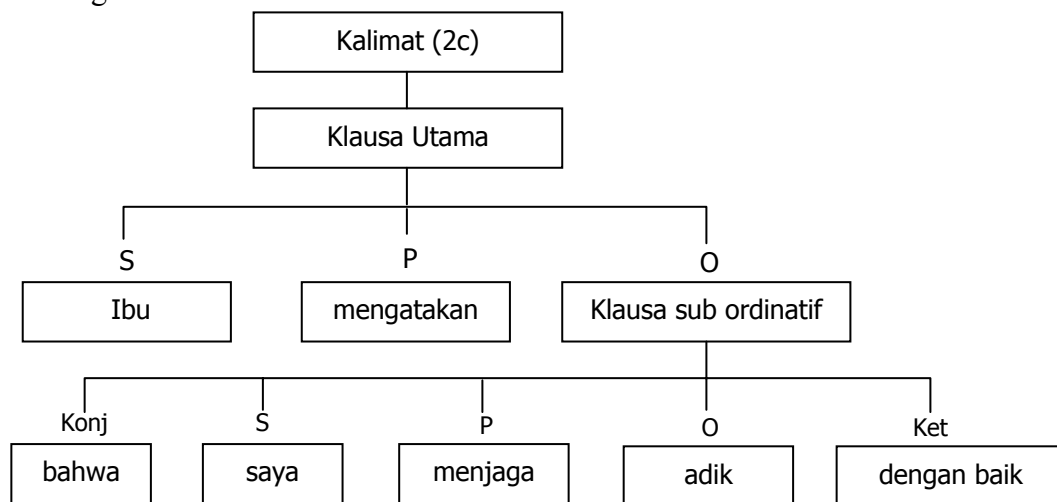 Kalimat (2c)
Klausa Utama
S P O
Ibu mengatakan Klausa sub ordinatif
Konj S P O Ket
bahwa saya menjaga adik dengan baik